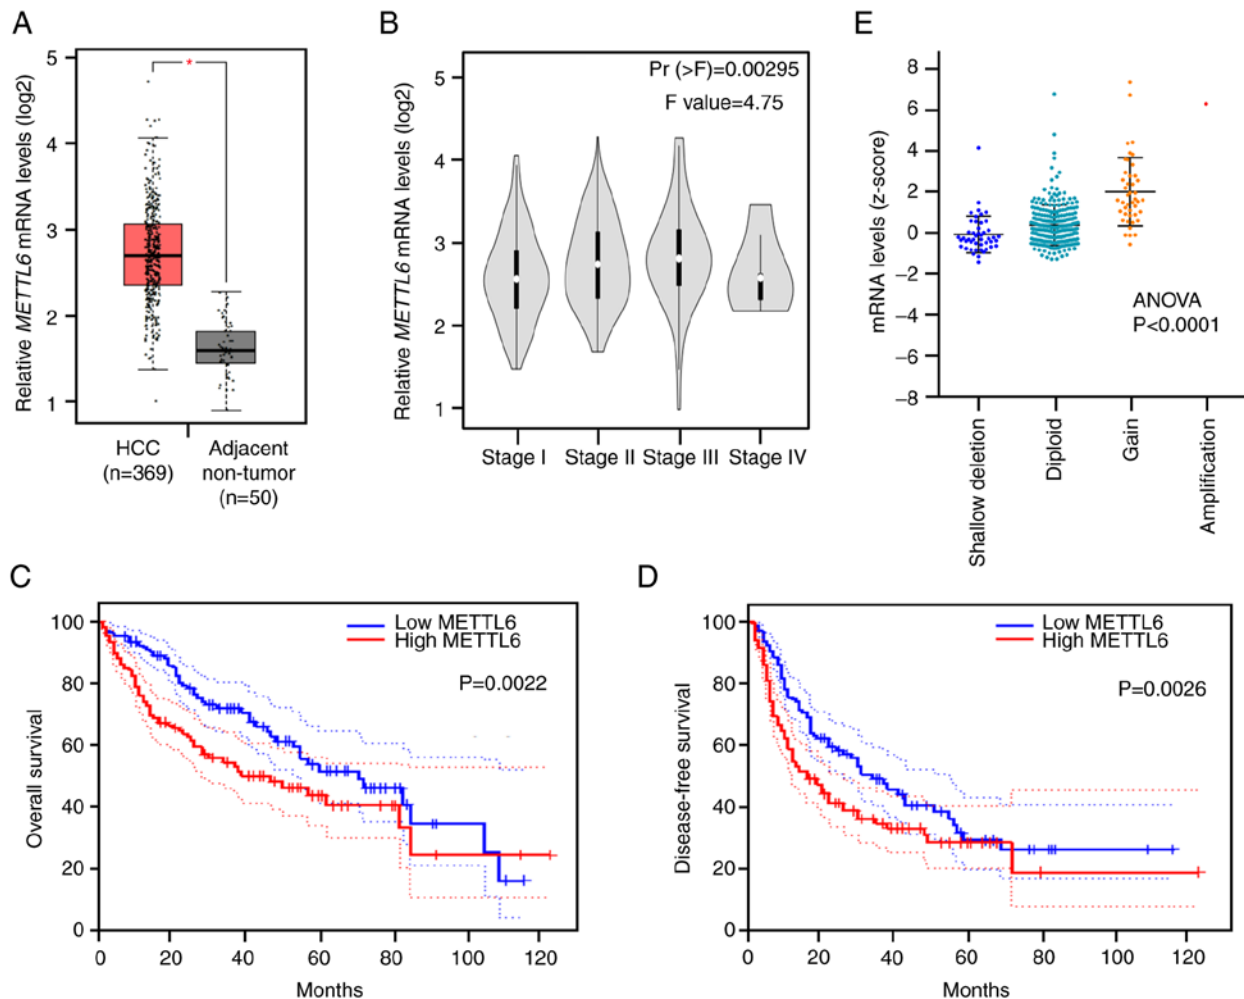 A
Relative METTL6 mRNA levels (log2)
5
4
3
2
1
*
HCC
(n=369)
Adjacent
non-tumor
(n=50)
B
Relative METTL6 mRNA levels (log2)
5
4
3
2
1
Pr (>F)=0.00295
F value=4.75
Stage I Stage II Stage III Stage IV
E
mRNA levels (z-score)
8
6
4
2
0
−2
−4
−6
−8
ANOVA
P<0.0001
Shallow deletion
Diploid
Gain
Amplification
C
Overall survival
100
80
60
40
20
0
Low METTL6
High METTL6
P=0.0022
0 20 40 60 80 100 120
Months
D
Disease-free survival
100
80
60
40
20
0
Low METTL6
High METTL6
P=0.0026
0 20 40 60 80 100 120
Months